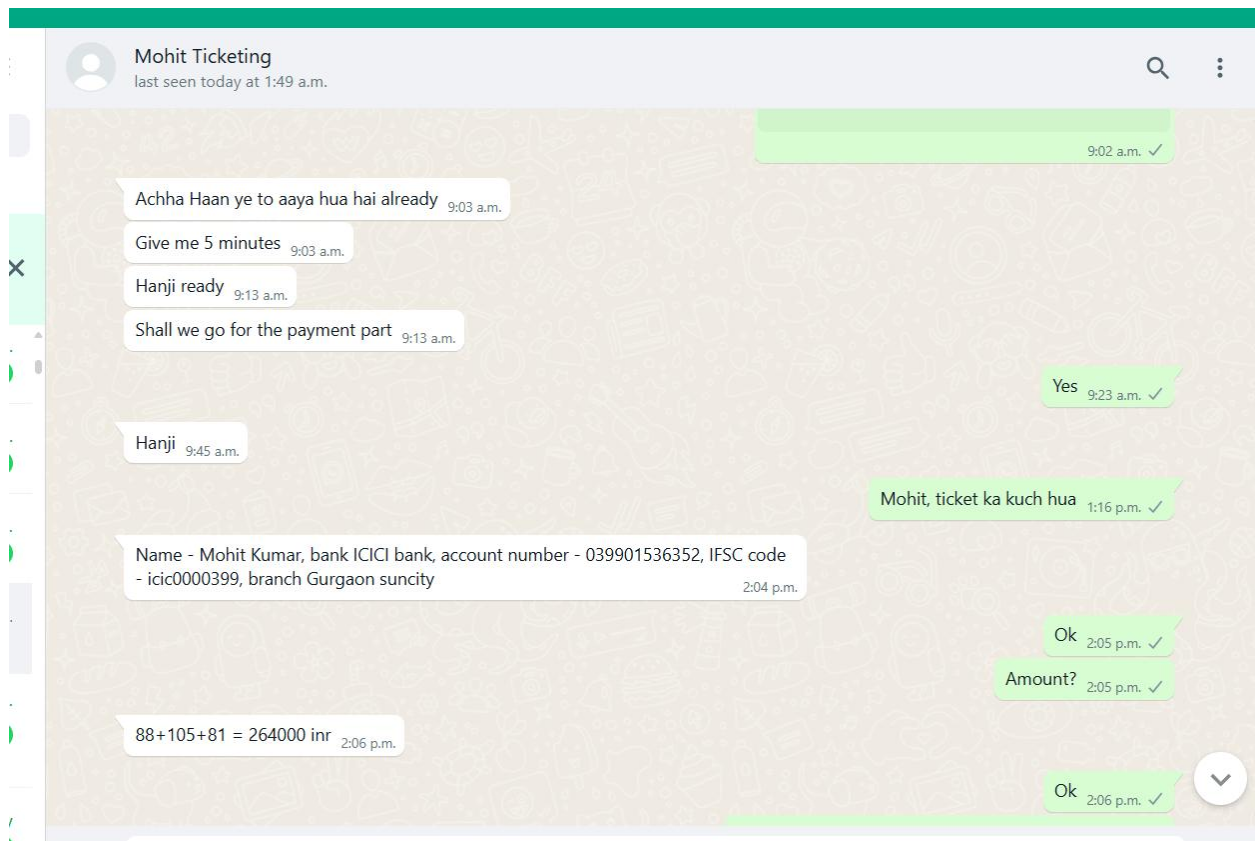 Mohit Ticketing
last seen today at 1:49 a.m.
9:02 a.m.
Achha Haan ye to aaya hua hai already 9:03 a.m.
Give me 5 minutes 9:03 a.m.
Hanji ready 9:13 a.m.
Shall we go for the payment part 9:13 a.m.
Yes 9:23 a.m.
Hanji 9:45 a.m.
Mohit, ticket ka kuch hua 1:16 p.m.
Name - Mohit Kumar, bank ICICI bank, account number - 039901536352, IFSC code
- icic0000399, branch Gurgaon suncity
2:04 p.m.
Ok 2:05 p.m.
Amount? 2:05 p.m.
88+105+81 = 264000 inr 2:06 p.m.
Ok 2:06 p.m.